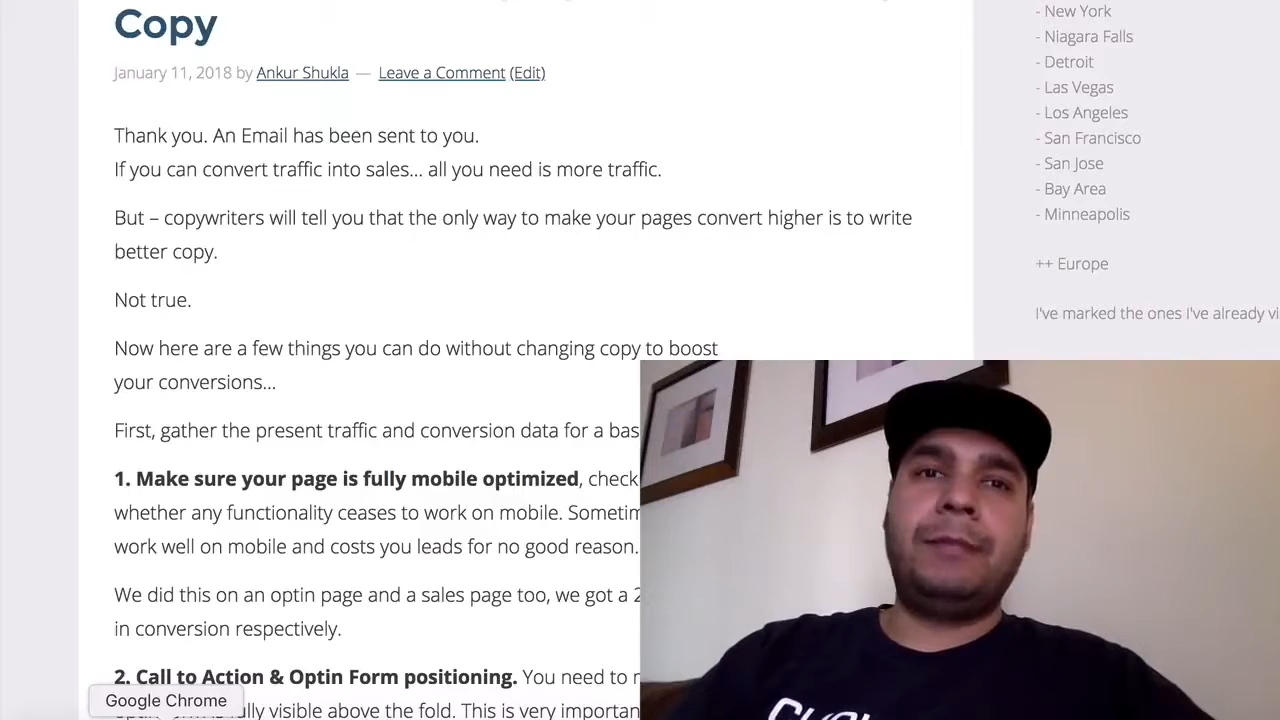 Copy
January 11, 2018 by Ankur Shukla — Leave a Comment (Edit)
Thank you. An Email has been sent to you.
If you can convert traffic into sales... all you need is more traffic.
But – copywriters will tell you that the only way to make your pages convert higher is to write
better copy.
Not true.
Now here are a few things you can do without changing copy to boost
your conversions...
First, gather the present traffic and conversion data for a
1. Make sure your page is fully mobile optimized, check
whether any functionality ceases to work on mobile.
work well on mobile and costs you leads for no good reason.
We did this on an optin page and a sales page too, we got a
in conversion respectively.
2. Call to Action & Optin Form positioning. You need to
fully visible above the fold. This is very important
Google Chrome
- New York
- Niagara Falls
- Detroit
- Las Vegas
- Los Angeles
- San Francisco
- San Jose
- Bay Area
- Minneapolis
++ Europe
I've marked the ones I've already